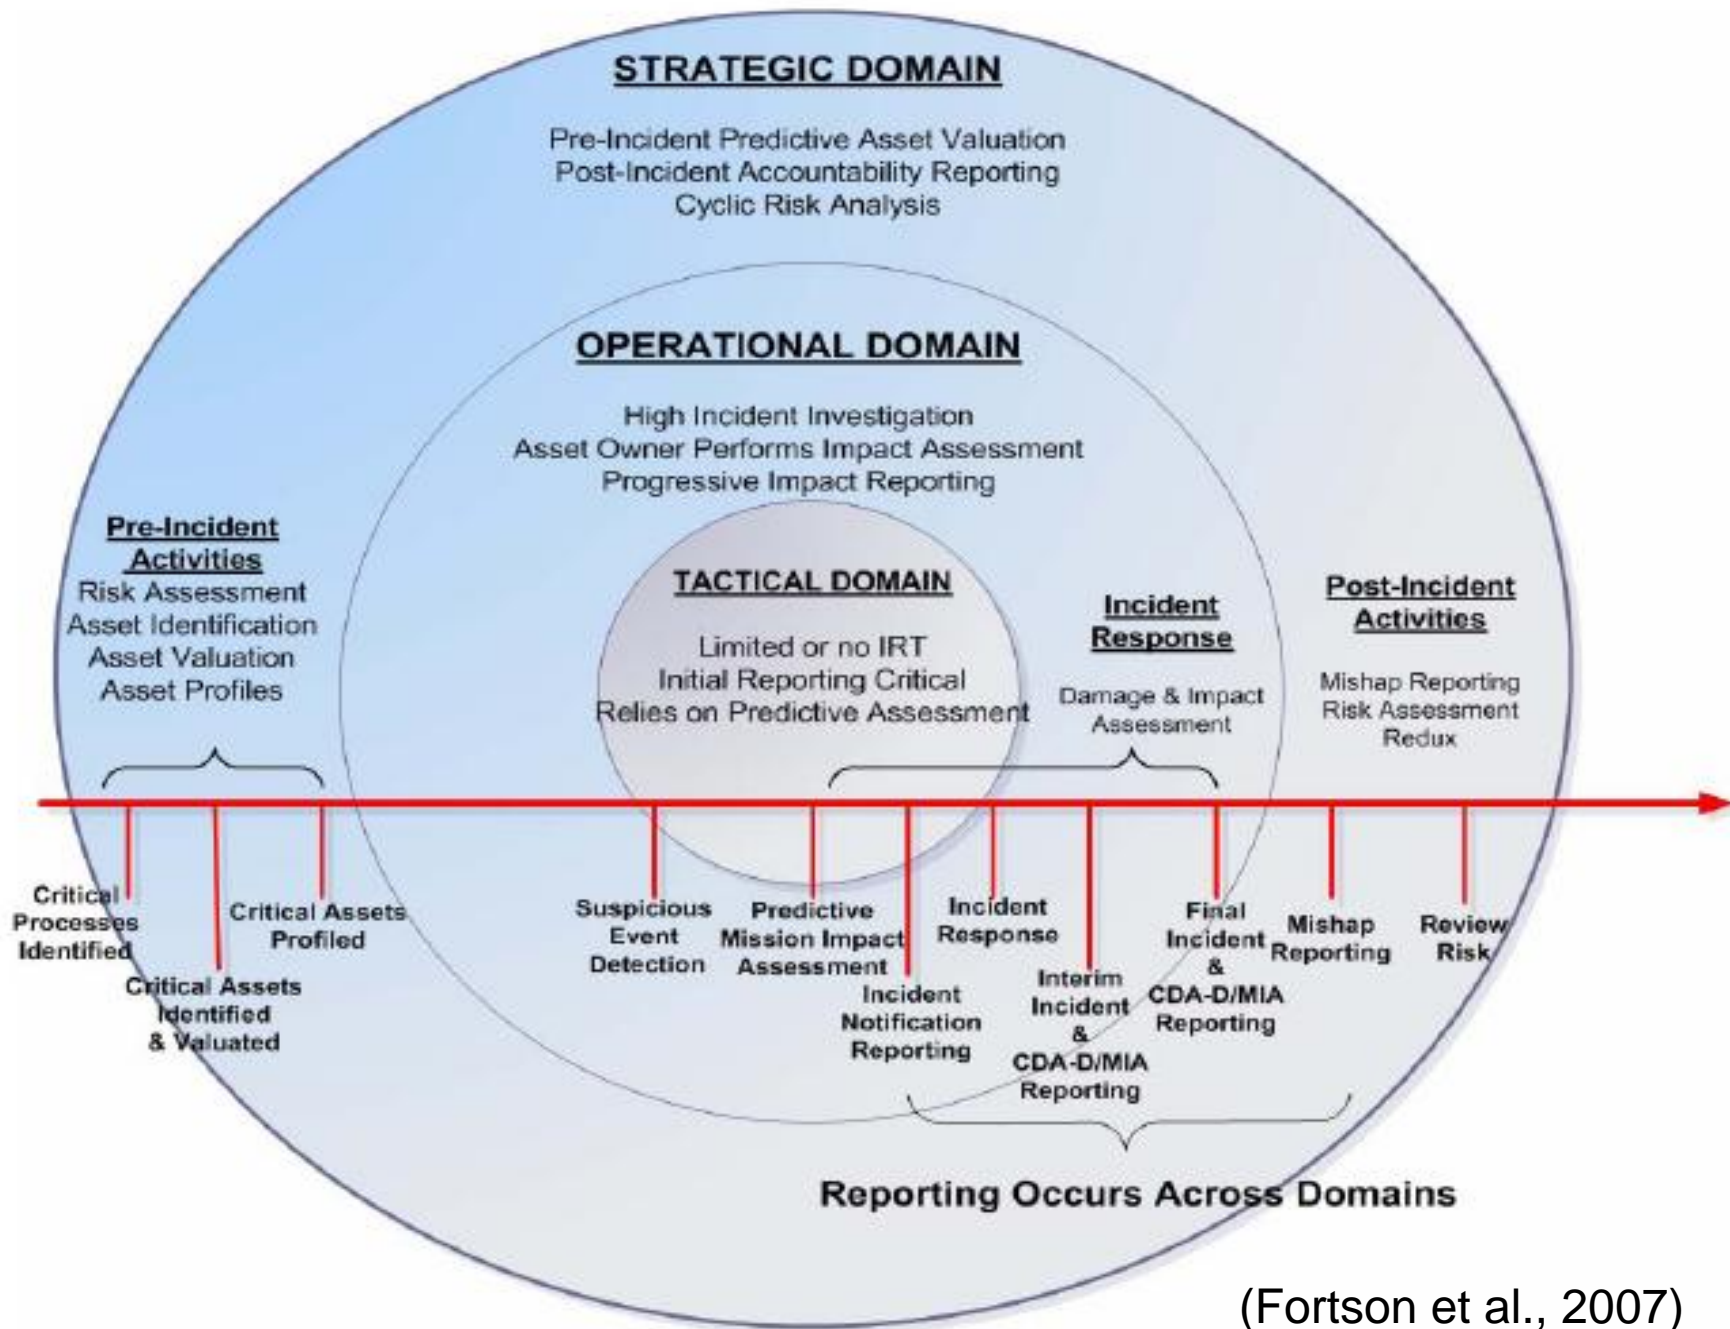 STRATEGIC DOMAIN
Pre-Incident Predictive Asset Valuation
Post-Incident Accountability Reporting
Cyclic Risk Analysis
OPERATIONAL DOMAIN
High Incident Investigation
Asset Owner Performs Impact Assessment
Progressive Impact Reporting
Pre-Incident
Activities
Risk Assessment
Asset Identification
Asset Valuation
Asset Profiles
TACTICAL DOMAIN
Limited or no IRT
Initial Reporting Critical
Relies on Predictive Assessment
Incident
Response
Damage & Impact
Assessment
Post-Incident
Activities
Mishap Reporting
Risk Assessment
Redux
Critical
Processes
Identified
Critical Assets
Identified
& Valuated
Critical Assets
Profiled
Suspicious
Event
Detection
Predictive
Mission Impact
Assessment
Incident
Notification
Reporting
Incident
Response
Interim
Incident
&
CDA-D/MIA
Reporting
Final
Incident
&
CDA-D/MIA
Reporting
Mishap
Reporting
Review
Risk
Reporting Occurs Across Domains
(Fortson et al., 2007)